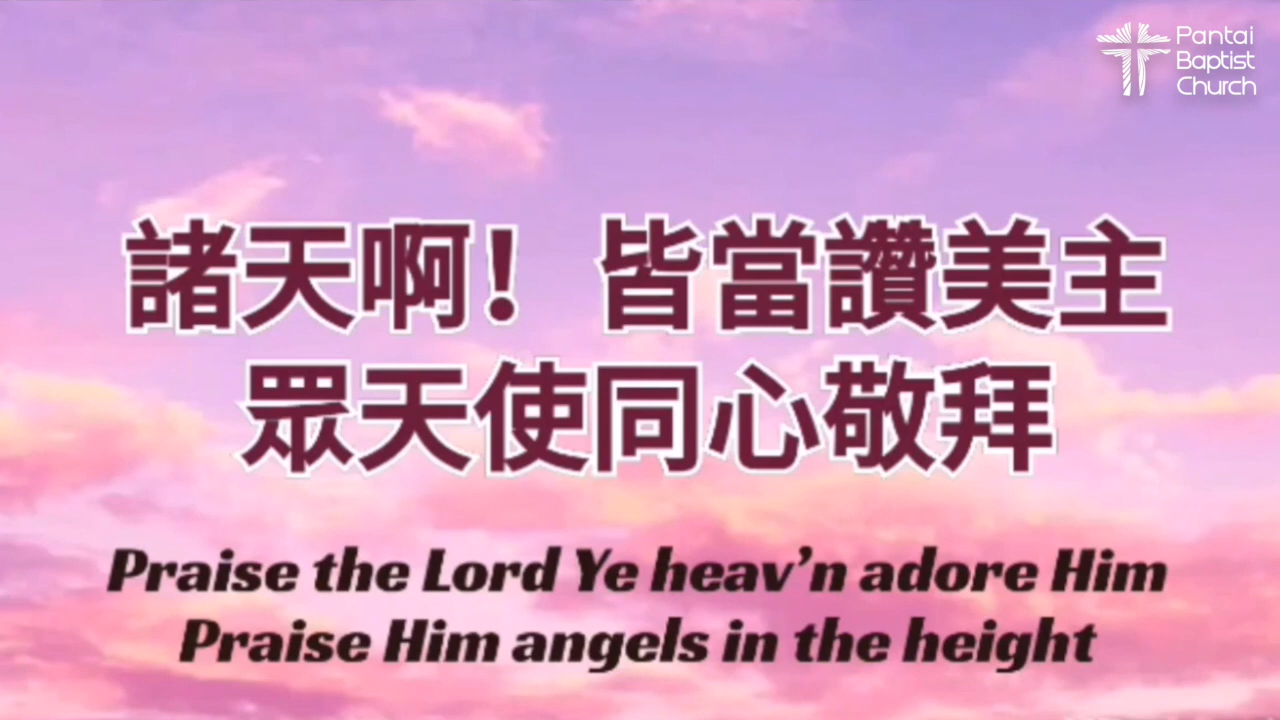 Pantai
Baptist
Church
諸天啊！皆當讚美主
眾天使同心敬拜
Praise the Lord Ye heav’n adore Him
Praise Him angels in the height